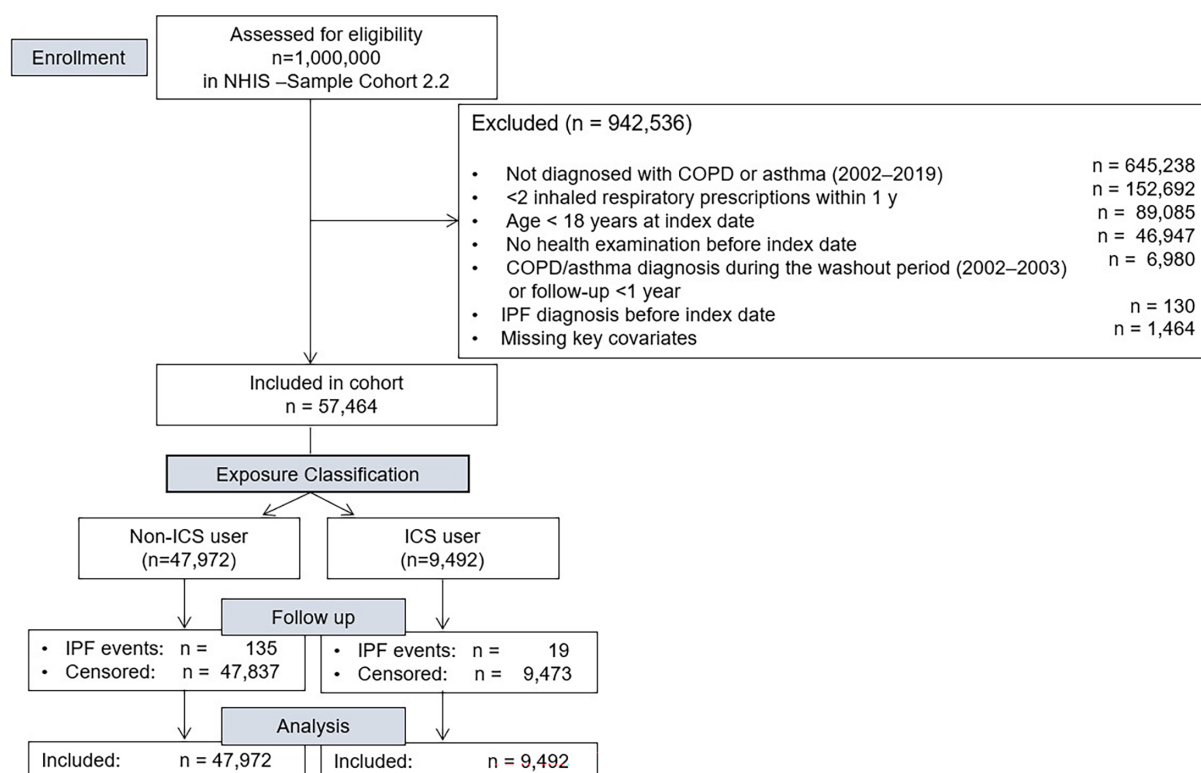 Enrollment
Assessed for eligibility
n=1,000,000
in NHIS –Sample Cohort 2.2
Excluded (n = 942,536)
• Not diagnosed with COPD or asthma (2002–2019) n = 645,238
• <2 inhaled respiratory prescriptions within 1 y n = 152,692
• Age < 18 years at index date n = 89,085
• No health examination before index date n = 46,947
• COPD/asthma diagnosis during the washout period (2002–2003) n = 6,980
or follow-up <1 year
• IPF diagnosis before index date n = 130
• Missing key covariates n = 1,464
Included in cohort
n = 57,464
Exposure Classification
Non-ICS user
(n=47,972)
ICS user
(n=9,492)
Follow up
• IPF events: n = 135
• Censored: n = 47,837
• IPF events: n = 19
• Censored: n = 9,473
Analysis
Included: n = 47,972
Included: n = 9,492